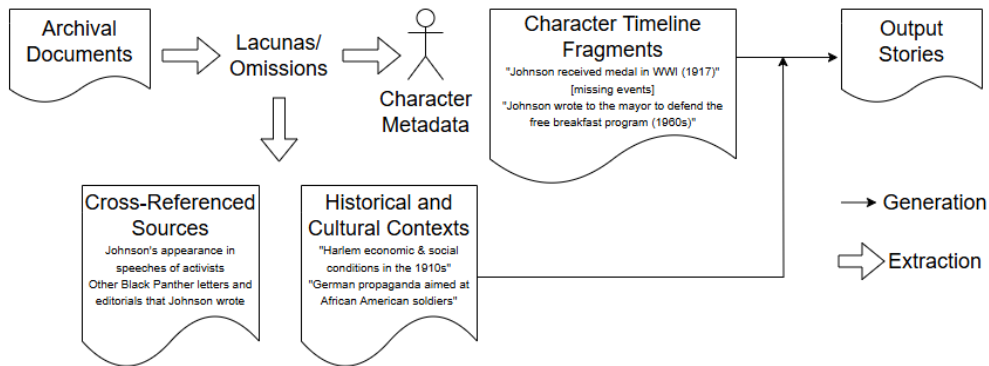 Archival
Documents
Lacunas/
Omissions
Character
Metadata
Character Timeline
Fragments
"Johnson received medal in WWI (1917)"
[missing events]
"Johnson wrote to the mayor to defend the
free breakfast program (1960s)"
Output
Stories
Cross-Referenced
Sources
Johnson's appearance in
speeches of activists
Other Black Panther letters and
editorials that Johnson wrote
Historical and
Cultural Contexts
"Harlem economic & social
conditions in the 1910s"
"German propaganda aimed at
African American soldiers"
Generation
Extraction